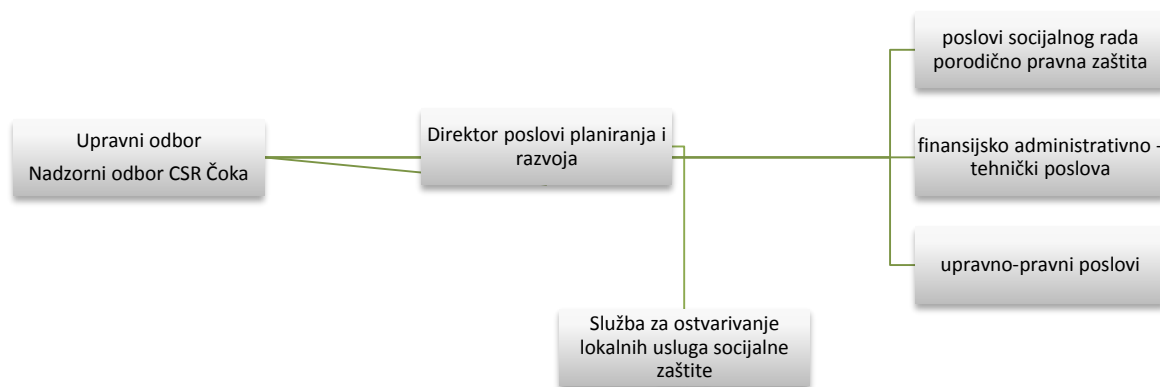 Upravni odbor
Nadzorni odbor CSR Čoka
Direktor poslovi planiranja i
razvoja
poslovi socijalnog rada
porodično pravna zaštita
finansijsko administrativno -
tehnički poslova
upravno-pravni poslovi
Služba za ostvarivanje
lokalnih usluga socijalne
zaštite